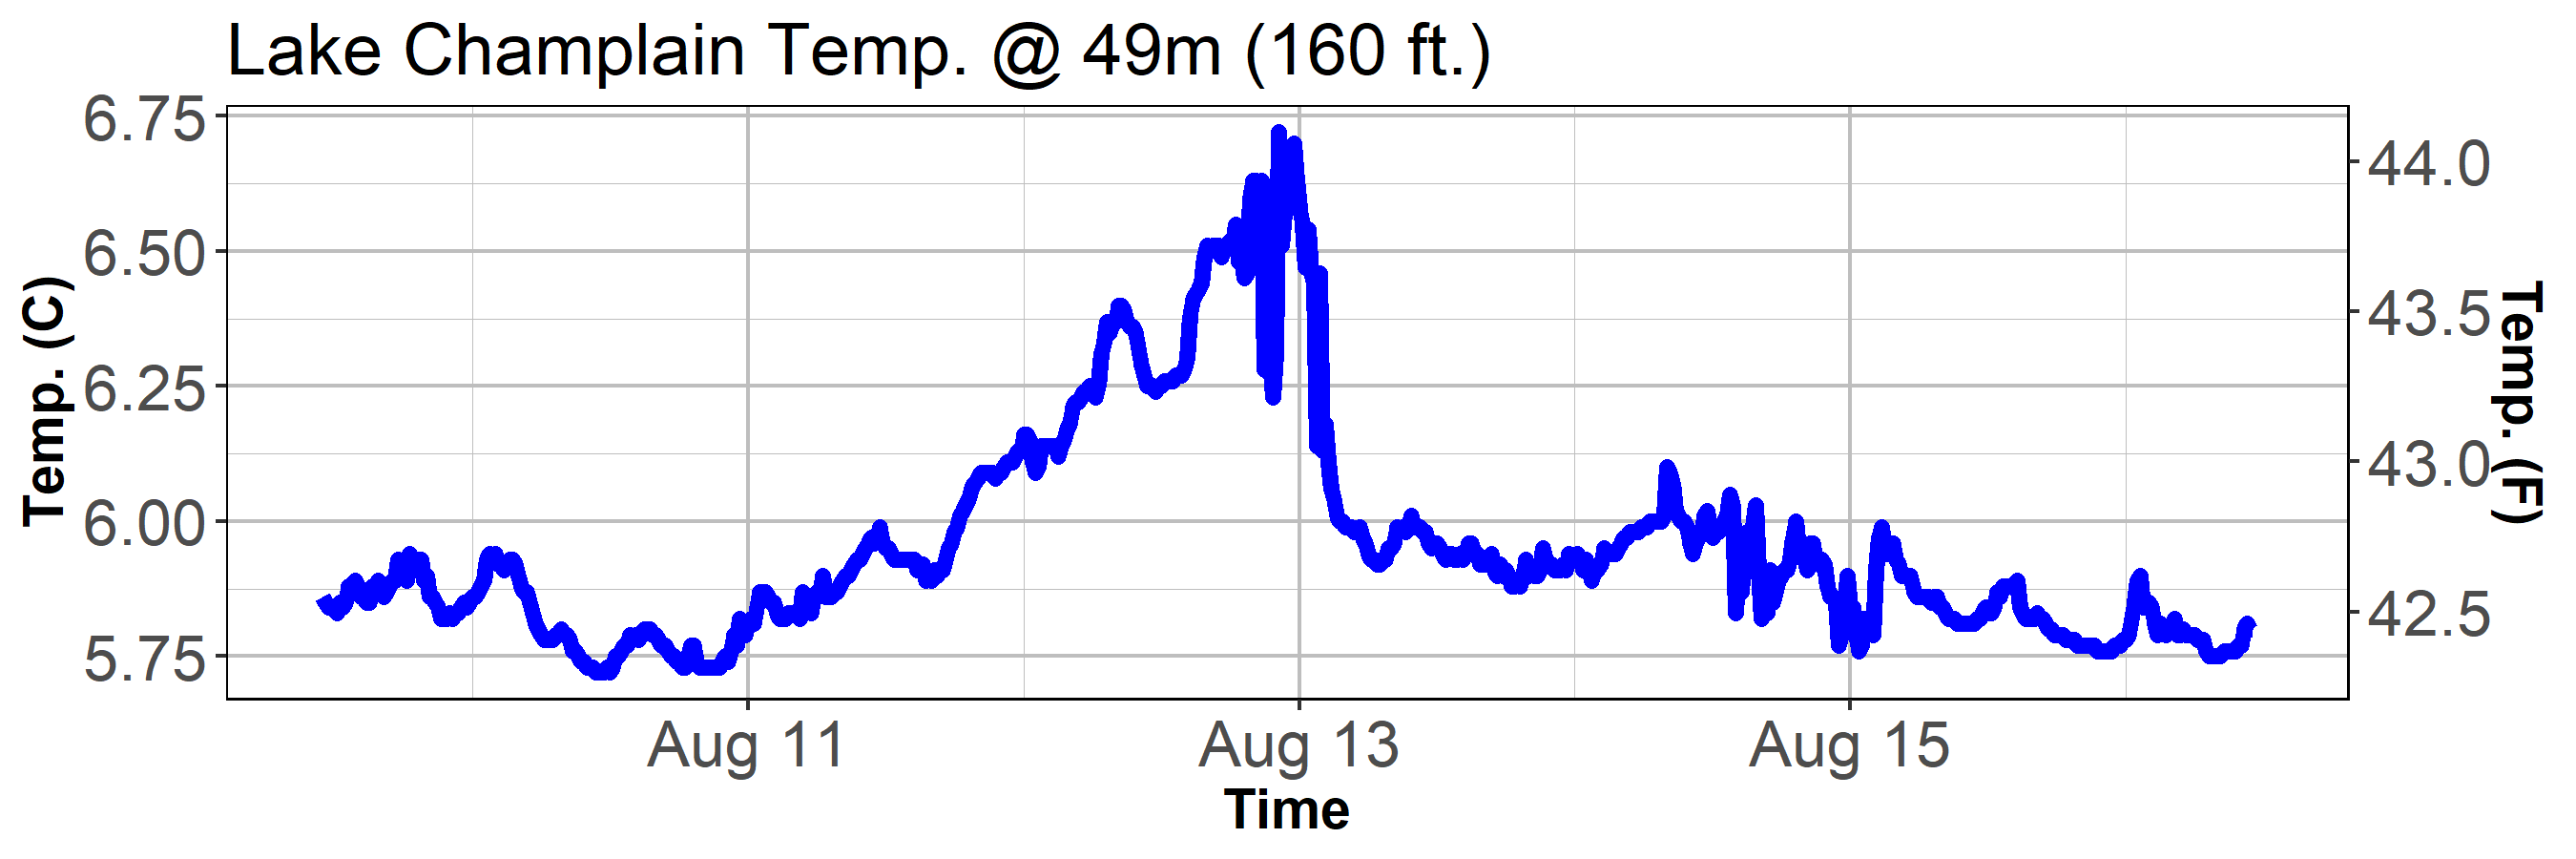 Lake Champlain Temp. @ 49m (160 ft.)
6.75
6.50
6.25
6.00
5.75
Temp. (C)
44.0
43.5
43.0
42.5
Temp. (F)
Aug 11
Aug 13
Aug 15
Time